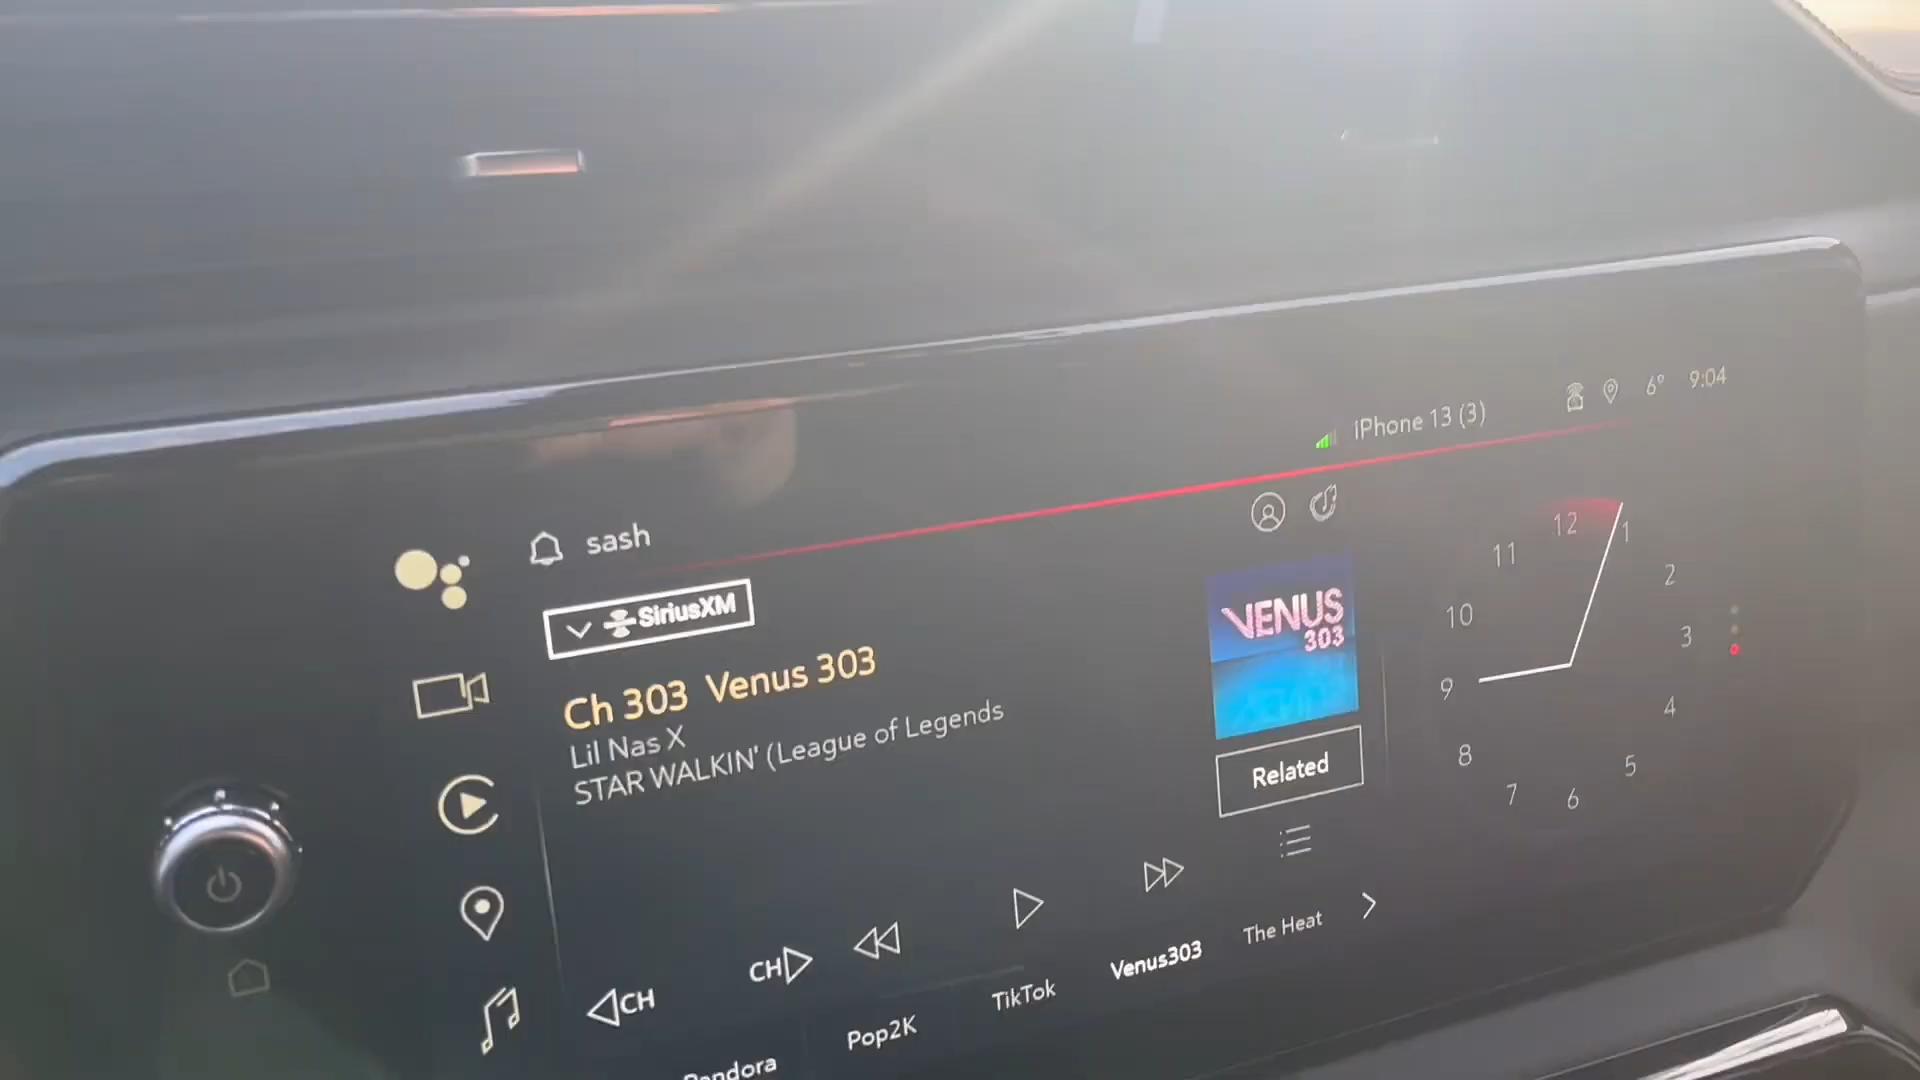 iPhone 13 (3)
6°
9:04
sash
SiriusXM
Ch 303 Venus 303
Lil Nas X
STAR WALKIN' (League of Legends
VENUS
303
Related
12
1
2
3
4
5
6
7
8
9
10
11
CH
CH
Pandora
Pop2K
TikTok
Venus303
The Heat